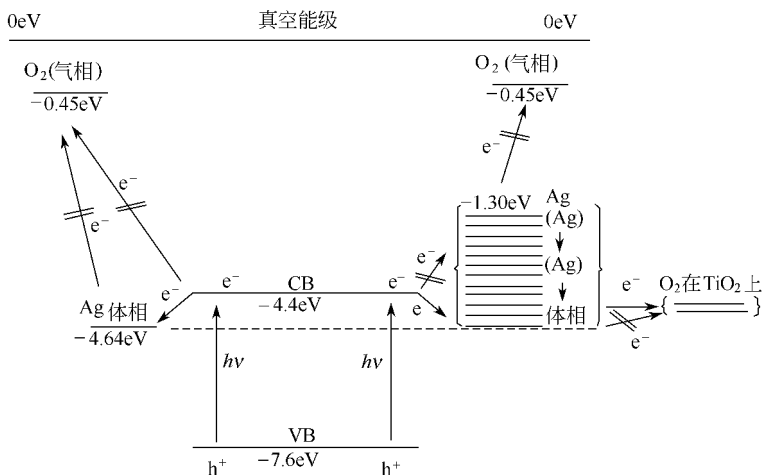 0eV 真空能级 0eV
O₂(气相) O₂(气相)
−0.45eV −0.45eV
e⁻ e⁻
e⁻
−1.30eV Ag
(Ag)
e⁻ (Ag)
e⁻ e⁻ CB e⁻ e⁻ O₂在TiO₂上
Ag体相 −4.4eV e 体相
−4.64eV e⁻
hν hν
VB
h⁺ −7.6eV h⁺